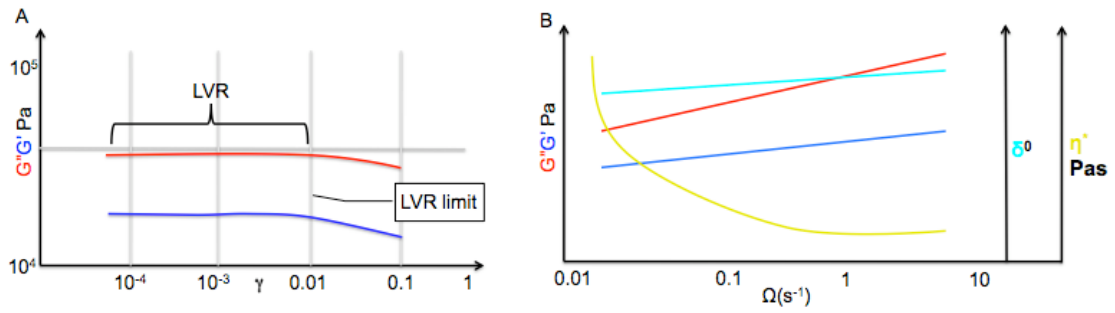 A
10⁵
LVR
G"G' Pa
LVR limit
10⁴
10⁻⁴
10⁻³
γ
0.01
0.1
1
B
G"G' Pa
δ⁰
η*
Pas
0.01
0.1
1
10
Ω(s⁻¹)